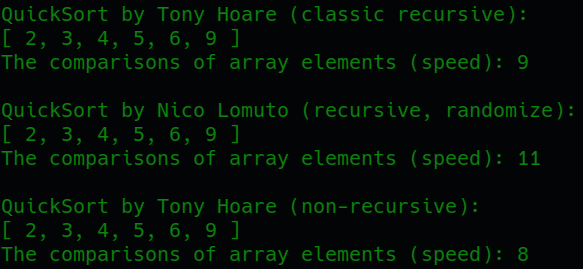 QuickSort by Tony Hoare (classic recursive):
[ 2, 3, 4, 5, 6, 9 ]
The comparisons of array elements (speed): 9
QuickSort by Nico Lomuto (recursive, randomize):
[ 2, 3, 4, 5, 6, 9 ]
The comparisons of array elements (speed): 11
QuickSort by Tony Hoare (non-recursive):
[ 2, 3, 4, 5, 6, 9 ]
The comparisons of array elements (speed): 8